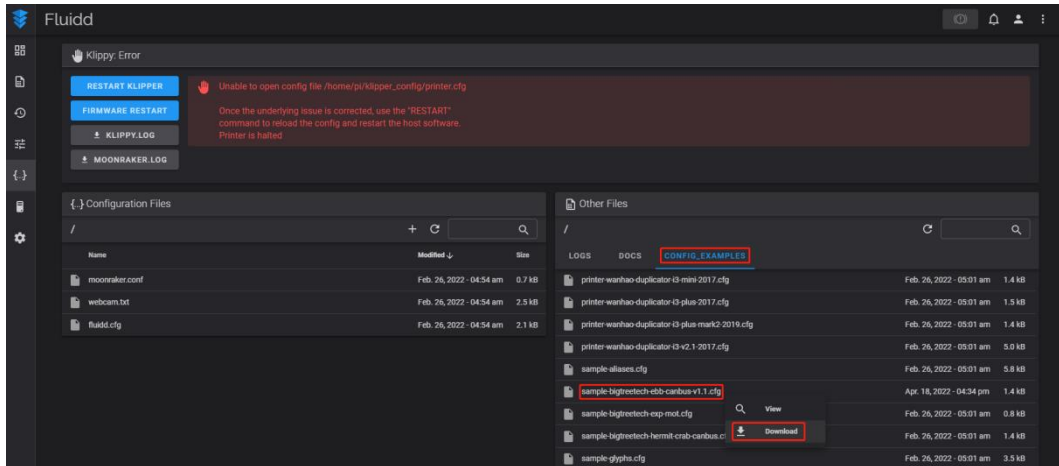 Fluidd
Klippy: Error
RESTART KLIPPER
FIRMWARE RESTART
KLIPPY.LOG
MOONRAKER.LOG
Unable to open config file /home/pi/klipper_config/printer.cfg
Once the underlying issue is corrected, use the "RESTART"
command to reload the config and restart the host software.
Printer is halted
{..} Configuration Files
/
Name Modified ↓ Size
moonraker.conf Feb. 26, 2022 - 04:54 am 0.7 kB
webcam.txt Feb. 26, 2022 - 04:54 am 2.5 kB
fluidd.cfg Feb. 26, 2022 - 04:54 am 2.1 kB
Other Files
/
LOGS DOCS CONFIG_EXAMPLES
printer-wanhao-duplicator-i3-mini-2017.cfg Feb. 26, 2022 - 05:01 am 1.4 kB
printer-wanhao-duplicator-i3-plus-2017.cfg Feb. 26, 2022 - 05:01 am 1.5 kB
printer-wanhao-duplicator-i3-plus-mark2-2019.cfg Feb. 26, 2022 - 05:01 am 1.4 kB
printer-wanhao-duplicator-i3-v2.1-2017.cfg Feb. 26, 2022 - 05:01 am 5.0 kB
sample-aliases.cfg Feb. 26, 2022 - 05:01 am 5.8 kB
sample-bigtreetech-ebb-canbus-v1.1.cfg Apr. 18, 2022 - 04:34 pm 1.4 kB
View
sample-bigtreetech-exp-mot.cfg Feb. 26, 2022 - 05:01 am 0.8 kB
Download
sample-bigtreetech-hermit-crab-canbus.c Feb. 26, 2022 - 05:01 am 1.4 kB
sample-glyphs.cfg Feb. 26, 2022 - 05:01 am 3.5 kB